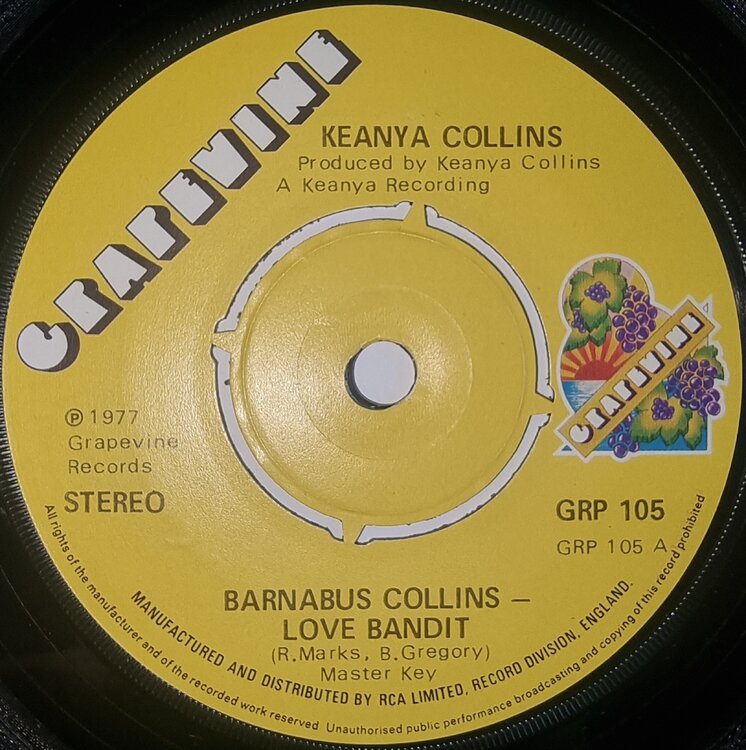 GRAPEVINE
KEANYA COLLINS
Produced by Keanya Collins
A Keanya Recording
GRAPEVINE
℗ 1977
Grapevine
Records
STEREO
GRP 105
GRP 105 A
BARNABUS COLLINS –
LOVE BANDIT
(R.Marks, B.Gregory)
Master Key
MANUFACTURED AND DISTRIBUTED BY RCA LIMITED, RECORD DIVISION, ENGLAND.
All rights of the manufacturer and of the recorded work reserved Unauthorised public performance broadcasting and copying of this record prohibited